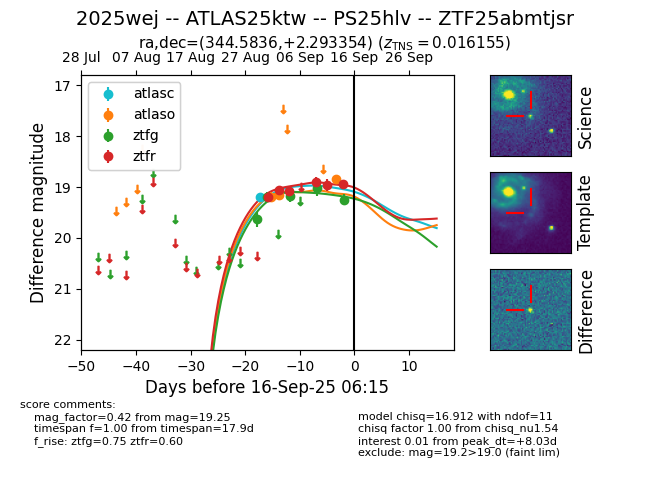 2025wej -- ATLAS25ktw -- PS25hlv -- ZTF25abmtjsr
ra,dec=(344.5836,+2.293354) (zTNS = 0.016155)
28 Jul 07 Aug 17 Aug 27 Aug 06 Sep 16 Sep 26 Sep
17
18
19
20
21
22
Difference magnitude
atlasc
atlaso
ztfg
ztfr
−50 −40 −30 −20 −10 0 10
Days before 16-Sep-25 06:15
Science
Template
Difference
score comments:
mag_factor=0.42 from mag=19.25
timespan f=1.00 from timespan=17.9d
f_rise: ztfg=0.75 ztfr=0.60
model chisq=16.912 with ndof=11
chisq factor 1.00 from chisq_nu1.54
interest 0.01 from peak_dt=+8.03d
exclude: mag=19.2>19.0 (faint lim)